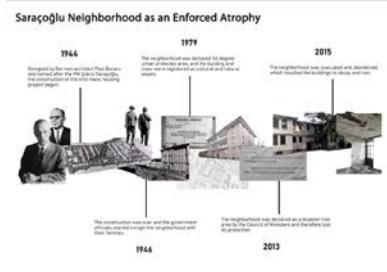 Saraçoğlu Neighborhood as an Enforced Atrophy
1944
Designed by German architect Paul Bonatz
and named after the PM Şükrü Saraçoğlu,
the construction of the first mass housing
project begun.
1979
The neighborhood was declared 1st degree
urban protected area, and the building and
trees were registered as cultural and natural
assets.
2015
The neighborhood was evacuated and abandoned,
which resulted the buildings to decay and ruin.
The construction was over and the government
officials started livingin the neighborhood with
their families.
1946
The neighborhood was declared as a disaster risk
area by the Council of Ministers and therefore lost
its protection.
2013